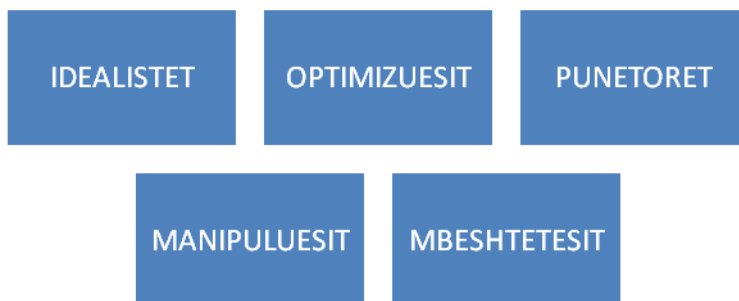 IDEALISTET
OPTIMIZUESIT
PUNETORET
MANIPULUESIT
MBESHTETESIT